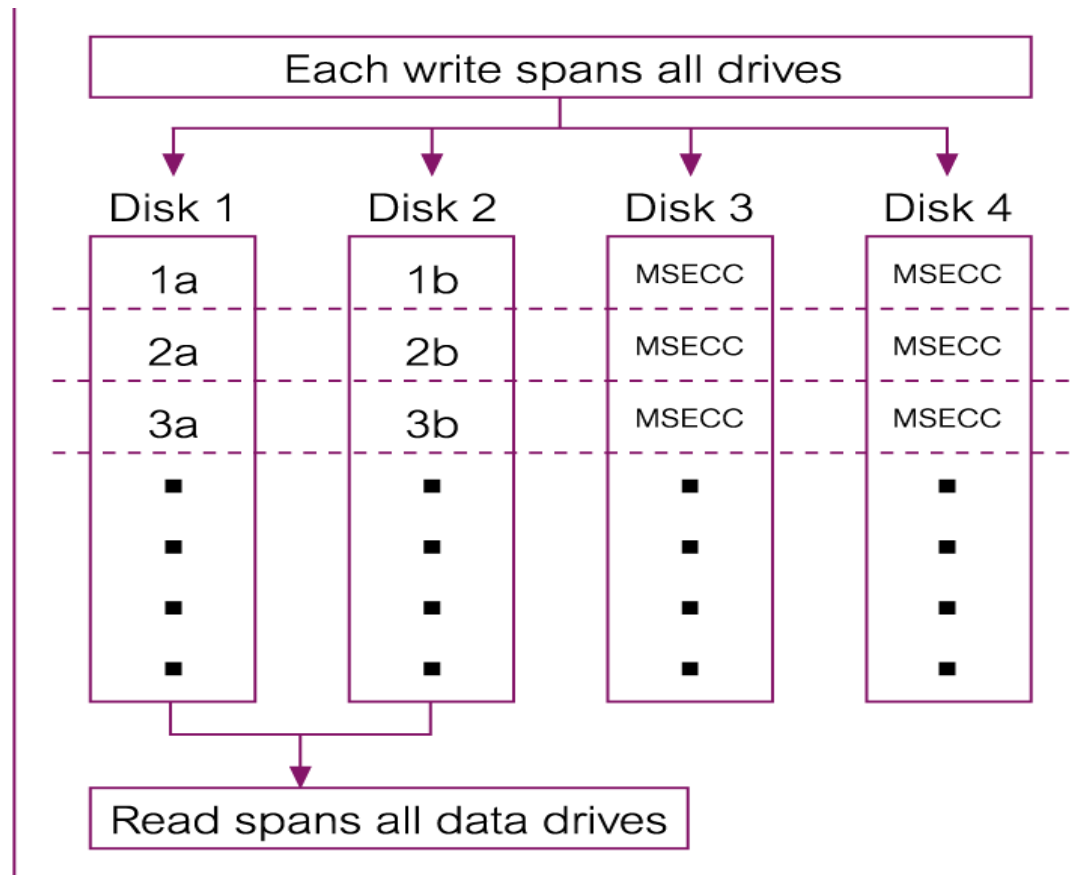 Each write spans all drives
Disk 1 Disk 2 Disk 3 Disk 4
1a 1b MSECC MSECC
2a 2b MSECC MSECC
3a 3b MSECC MSECC
Read spans all data drives